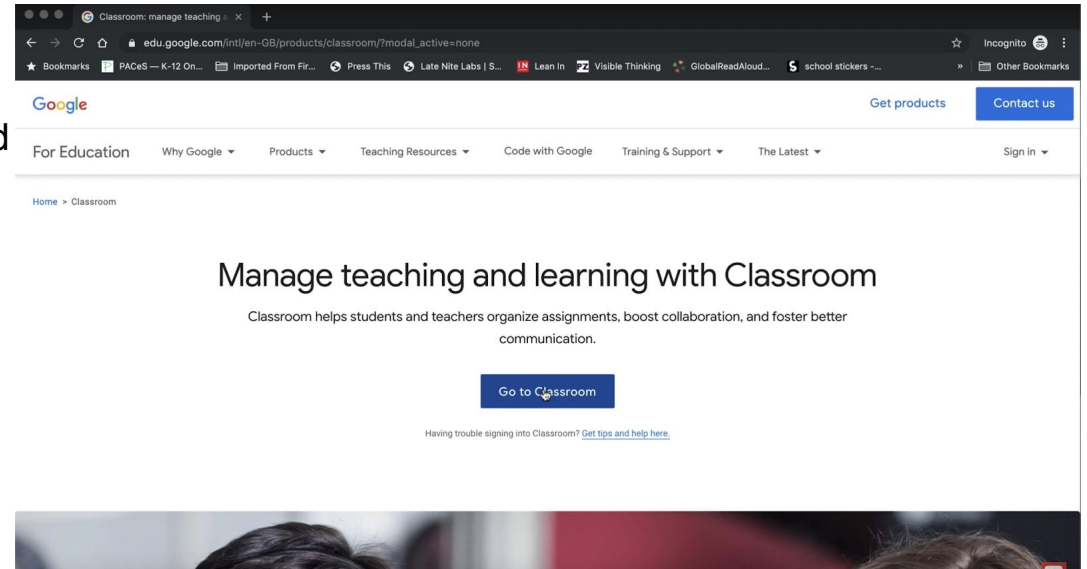 Classroom: manage teaching a
edu.google.com/intl/en-GB/products/classroom/?modal_active=none
Incognito
Bookmarks PACeS — K-12 On... Imported From Fir... Press This Late Nite Labs | S... IN Lean In PZ Visible Thinking GlobalReadAloud... S school stickers -... » Other Bookmarks
Google Get products Contact us
d
For Education Why Google Products Teaching Resources Code with Google Training & Support The Latest Sign in
Home > Classroom
Manage teaching and learning with Classroom
Classroom helps students and teachers organize assignments, boost collaboration, and foster better
communication.
Go to Classroom
Having trouble signing into Classroom? Get tips and help here.